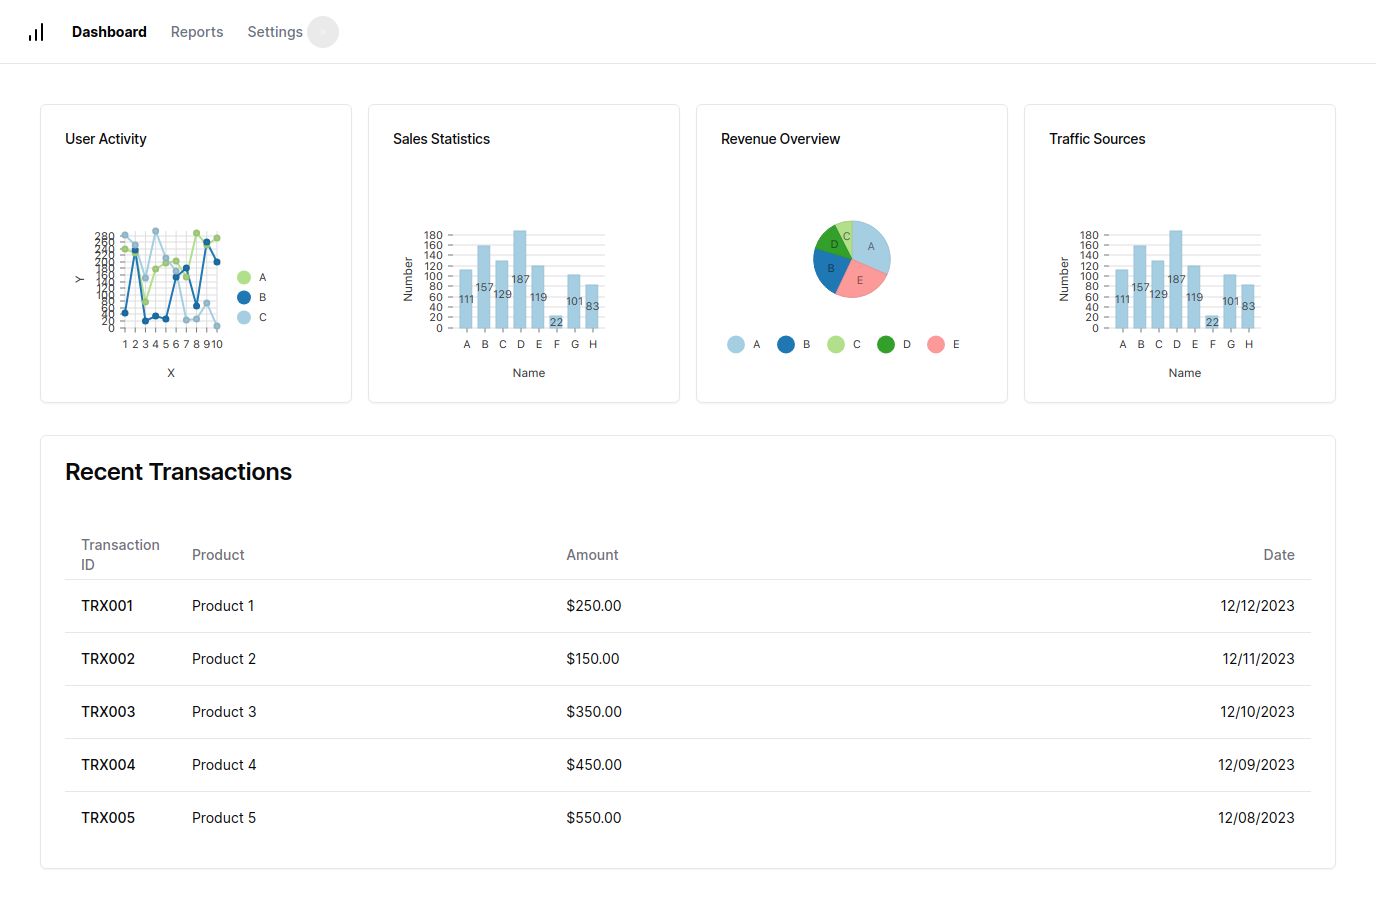 Dashboard Reports Settings
User Activity
280
260
240
220
200
180
160
140
120
100
80
60
40
20
0
Y
1 2 3 4 5 6 7 8 9 10
X
A
B
C
Sales Statistics
180
160
140
120
100
80
60
40
20
0
Number
111 157 129 187 119 22 101 83
A B C D E F G H
Name
Revenue Overview
A
B
C
D
E
A B C D E
Traffic Sources
180
160
140
120
100
80
60
40
20
0
Number
111 157 129 187 119 22 101 83
A B C D E F G H
Name
Recent Transactions
Transaction
ID
Product Amount Date
TRX001 Product 1 $250.00 12/12/2023
TRX002 Product 2 $150.00 12/11/2023
TRX003 Product 3 $350.00 12/10/2023
TRX004 Product 4 $450.00 12/09/2023
TRX005 Product 5 $550.00 12/08/2023